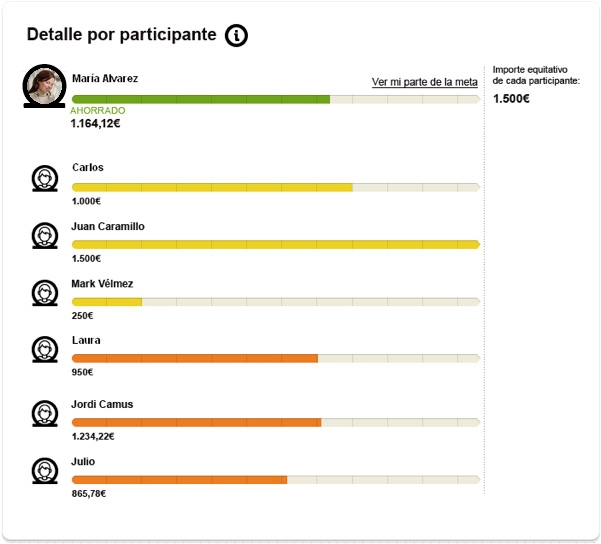 Detalle por participante
María Alvarez
Ver mi parte de la meta
AHORRADO
1.164,12€
Importe equitativo
de cada participante:
1.500€
Carlos
1.000€
Juan Caramillo
1.500€
Mark Vélmez
250€
Laura
950€
Jordi Camus
1.234,22€
Julio
865,78€